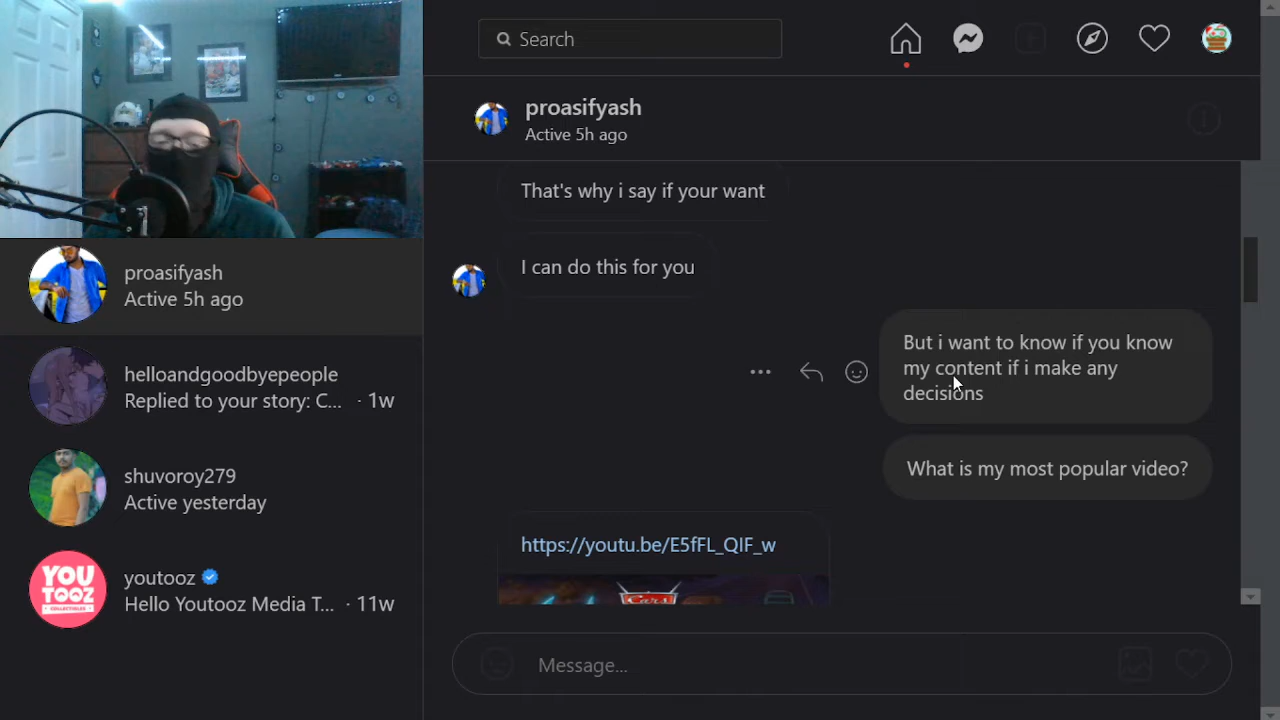 Search
proasifyash
Active 5h ago
That's why i say if your want
I can do this for you
But i want to know if you know
my content if i make any
decisions
What is my most popular video?
https://youtu.be/E5fFL_QIF_w
Cars
Message...
proasifyash
Active 5h ago
helloandgoodbyepeople
Replied to your story: C... · 1w
shuvoroy279
Active yesterday
YOU
TOOZ
COLLECTIBLES
youtooz
Hello Youtooz Media T... · 11w